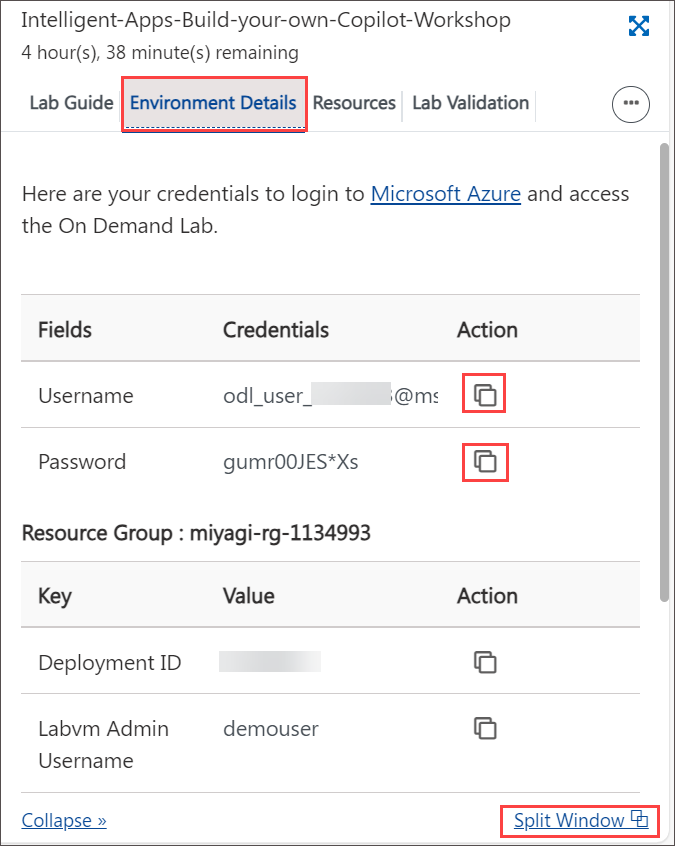 Intelligent-Apps-Build-your-own-Copilot-Workshop
4 hour(s), 38 minute(s) remaining
Lab Guide Environment Details Resources Lab Validation
Here are your credentials to login to Microsoft Azure and access
the On Demand Lab.
Fields Credentials Action
Username odl_user_ @ms
Password gumr00JES*Xs
Resource Group : miyagi-rg-1134993
Key Value Action
Deployment ID
Labvm Admin demouser
Username
Collapse » Split Window